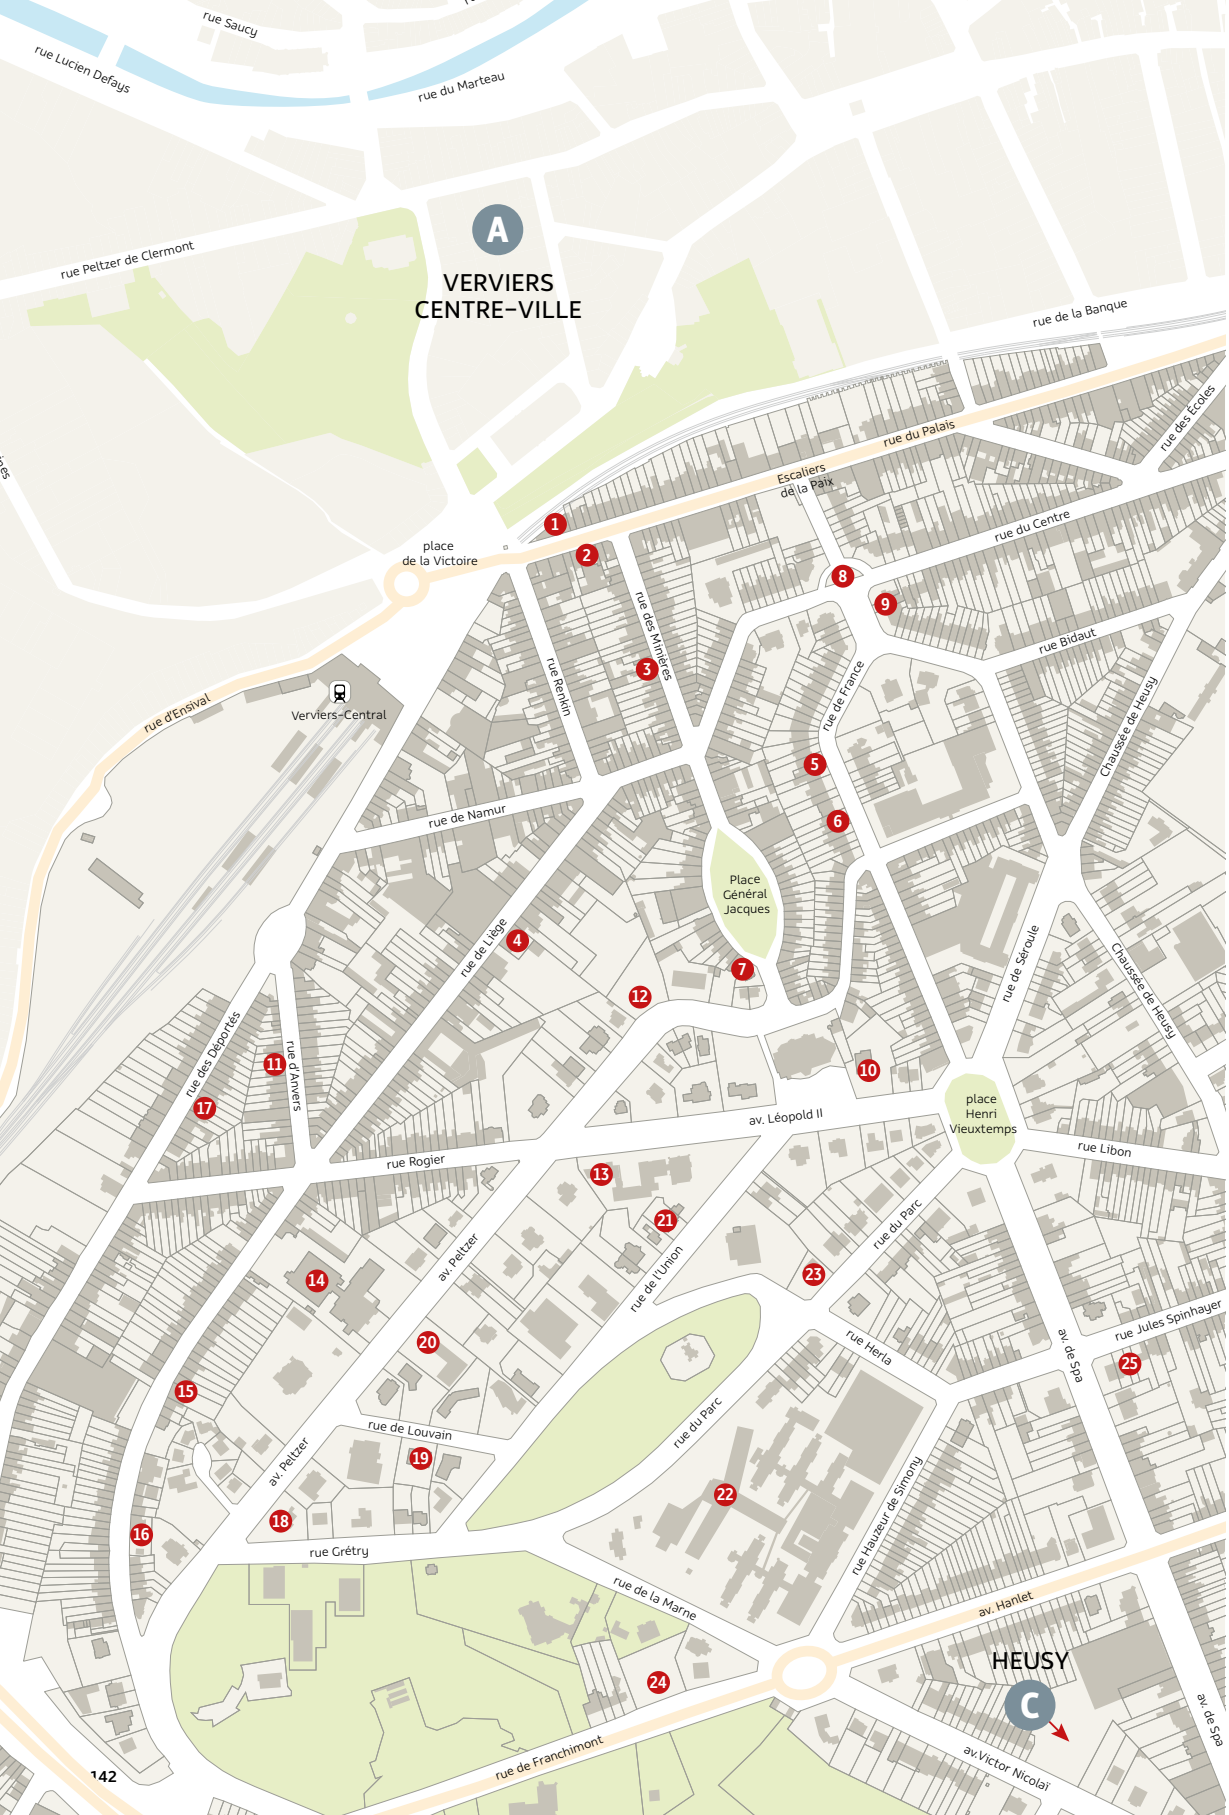 rue Saucy
rue Lucien Defays
rue du Marteau
A
rue Peltzer de Clermont
VERVIERS
CENTRE-VILLE
rue de la Banque
rue des Écoles
rue du Palais
Escaliers
de la Paix
1
rue du Centre
place
de la Victoire
2
8
9
rue des Minières
rue Bidaut
3
rue Renkin
rue de France
Verviers-Central
rue d'Ensival
Chaussée de Heusy
5
rue de Namur
6
Place
Général
Jacques
4
rue de Liège
rue de Séroule
7
Chaussée de Heusy
12
rue des Déportés
11
rue d'Anvers
10
17
place
Henri
Vieuxtemps
av. Léopold II
rue Libon
rue Rogier
13
21
rue du Parc
av. Peltzer
14
rue de l'Union
23
20
rue Herla
rue Jules Spinhayer
av. de Spa
25
15
rue de Louvain
rue du Parc
av. Peltzer
19
22
18
16
rue Hauzeur de Simony
rue Grétry
rue de la Marne
av. Hanlet
HEUSY
24
C
av. de Spa
rue de Franchimont
av.Victor Nicolaï
142